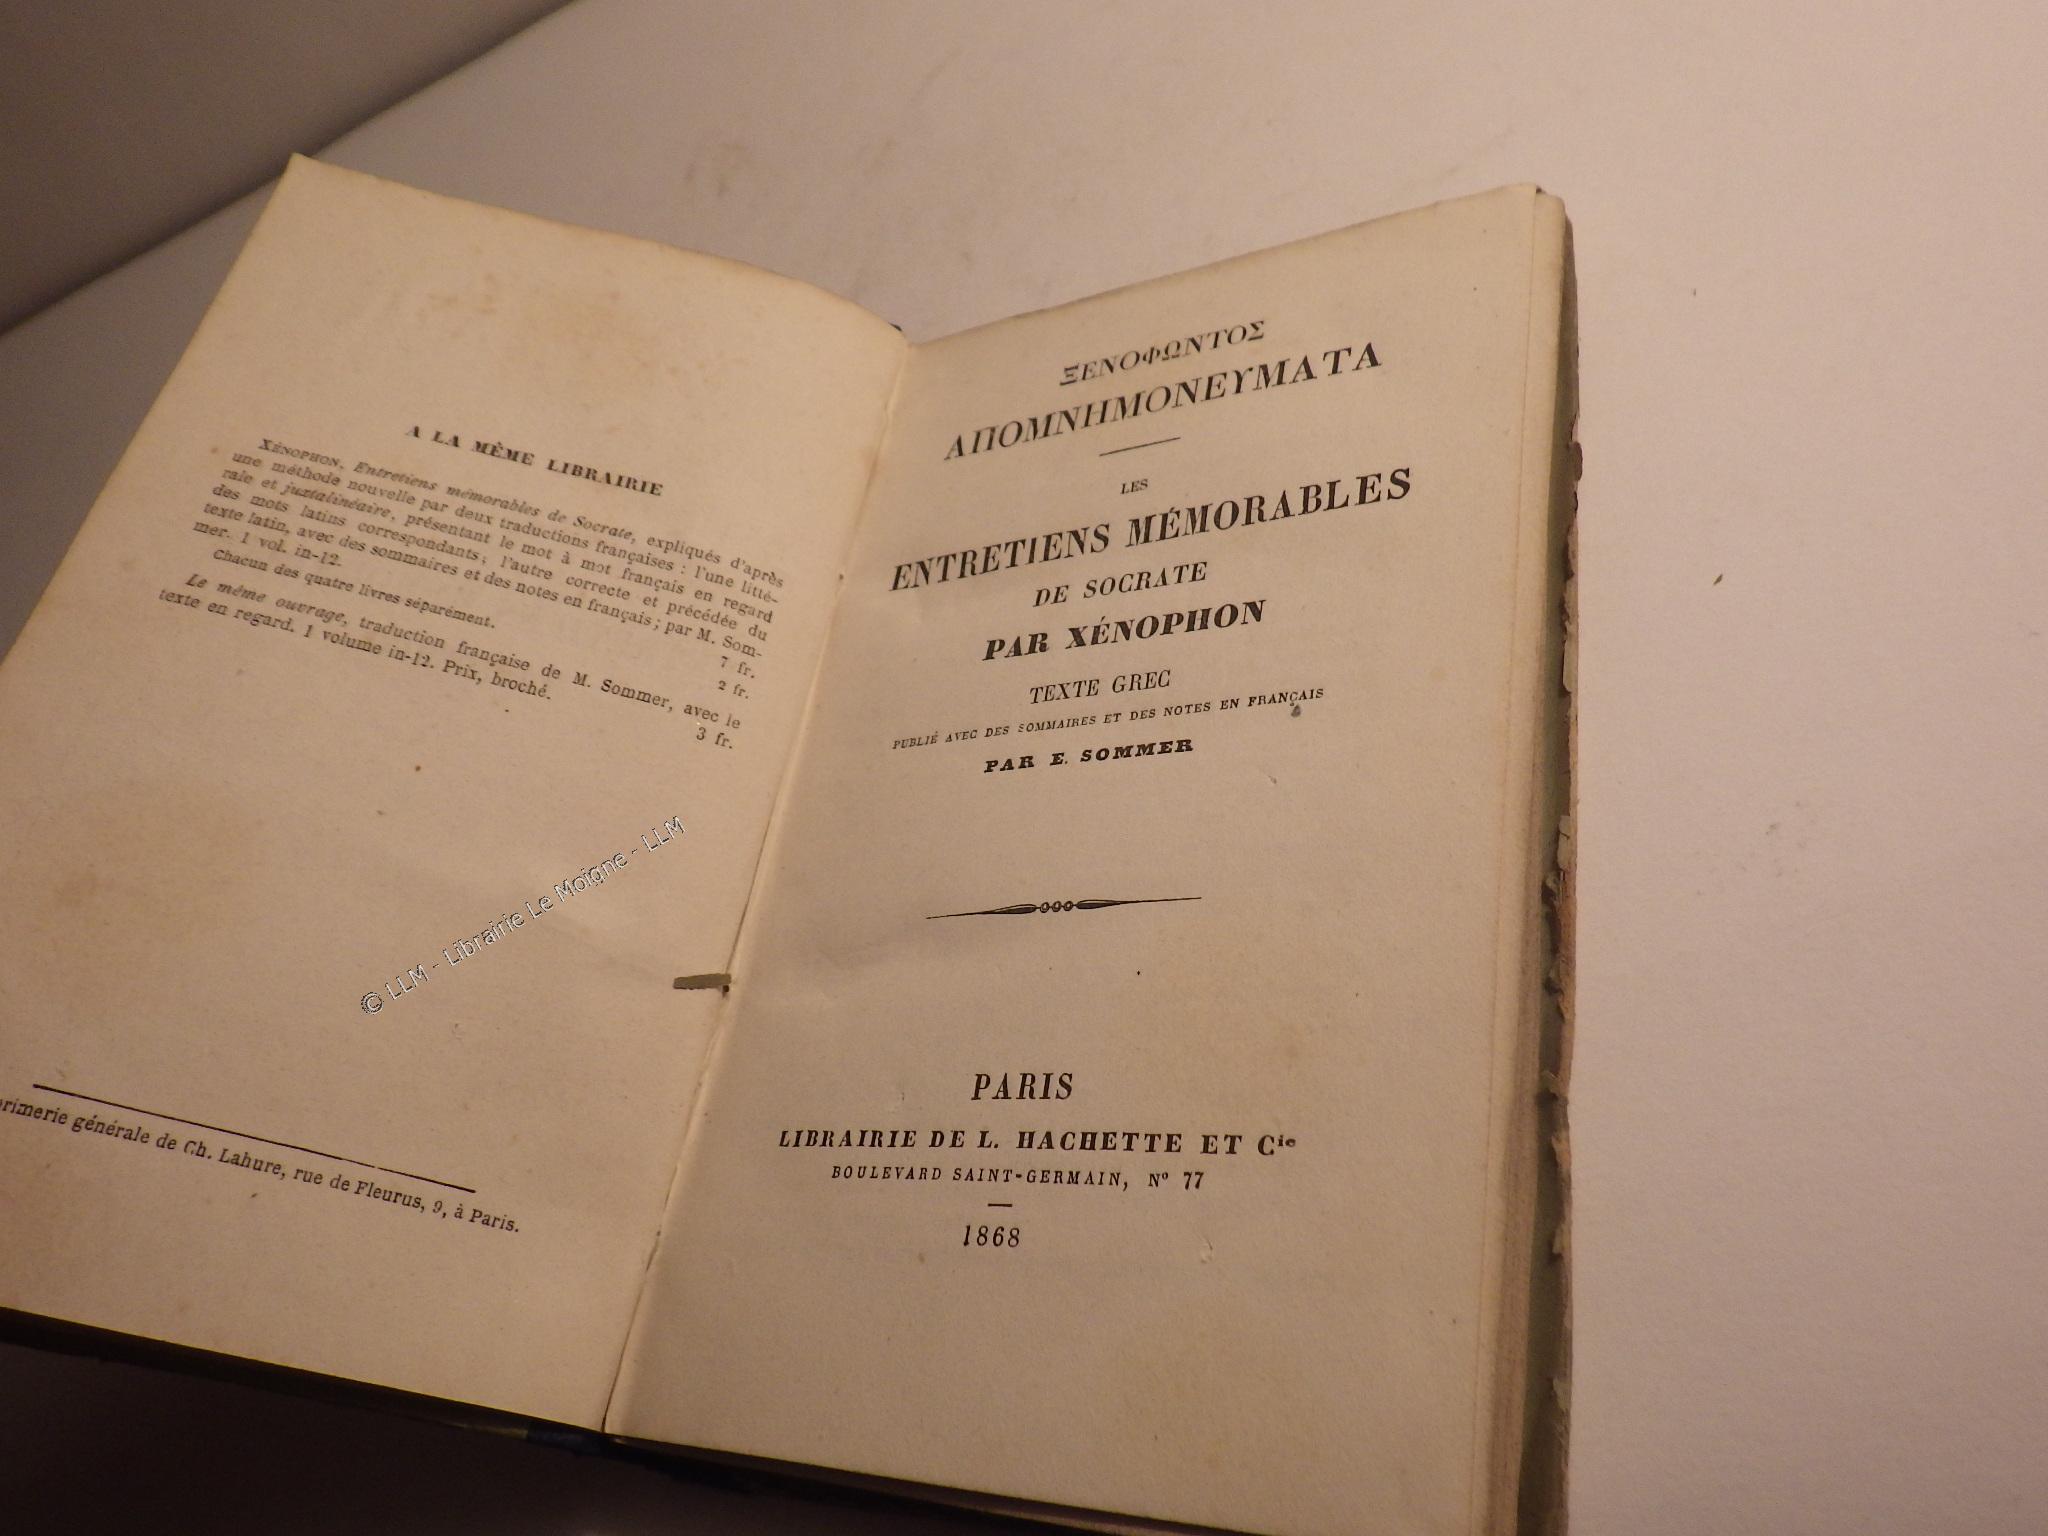 A LA MÊME LIBRAIRIE
XÉNOPHON. Entretiens mémorables de Socrate, expliqués d'après
une méthode nouvelle par deux traductions françaises : l'une litté-
rale et juxtalinéaire, présentant le mot à mot français en regard
des mots latins correspondants; l'autre correcte et précédée du
texte latin, avec des sommaires et des notes en français; par M. Som-
mer. 1 vol. in-12. 7 fr.
Chacun des quatre livres séparément. 2 fr.
Le même ouvrage, traduction française de M. Sommer, avec le
texte en regard. 1 volume in-12. Prix, broché. 3 fr.
© LLM - Librairie Le Moigne - LLM
générale de Ch. Lahure, rue de Fleurus, 9, à Paris.
ΞΕΝΟΦΩΝΤΟΣ
ΑΠΟΜΝΗΜΟΝΕΥΜΑΤΑ
LES
ENTRETIENS MÉMORABLES
DE SOCRATE
PAR XÉNOPHON
TEXTE GREC
PUBLIÉ AVEC DES SOMMAIRES ET DES NOTES EN FRANÇAIS
PAR E. SOMMER
PARIS
LIBRAIRIE DE L. HACHETTE ET Cie
BOULEVARD SAINT-GERMAIN, Nº 77
1868